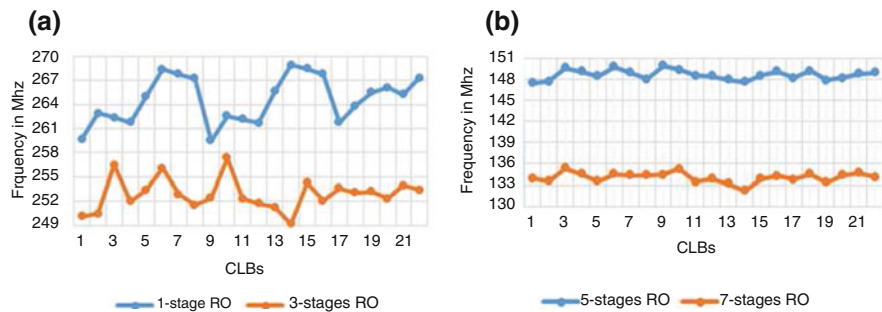 (a)
Frquency in Mhz
270
267
264
261
258
255
252
249
1 3 5 7 9 11 13 15 17 19 21
CLBs
1-stage RO 3-stages RO
(b)
Frequency in Mhz
151
148
145
142
139
136
133
130
1 3 5 7 9 11 13 15 17 19 21
CLBs
5-stages RO 7-stages RO